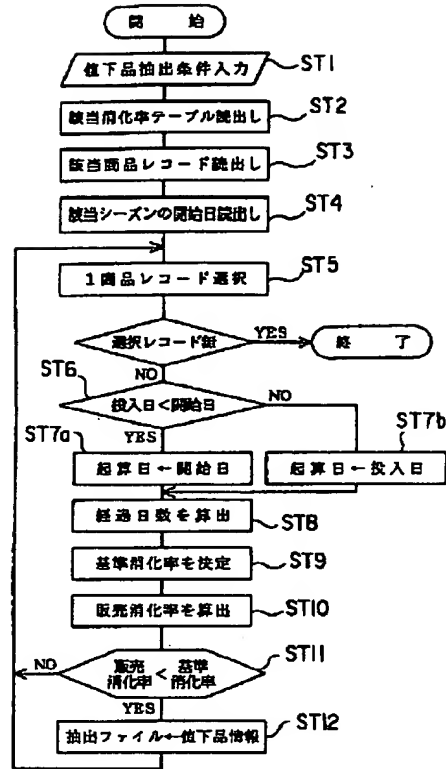 開 始
値下品抽出条件入力
ST1
該当消化率テーブル読出し
ST2
該当商品レコード読出し
ST3
該当シーズンの開始日読出し
ST4
1商品レコード選択
ST5
選択レコード無
YES
終 了
NO
ST6
投入日<開始日
NO
YES
ST7a
起算日←開始日
ST7b
起算日←投入日
経過日数を算出
ST8
基準消化率を決定
ST9
販売消化率を算出
ST10
販売消化率 < 基準消化率
ST11
NO
YES
抽出ファイル←値下品情報
ST12